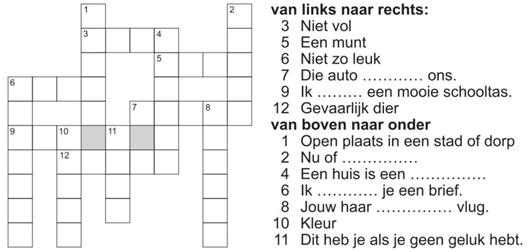 1
2
3
4
5
6
7
8
9
10
11
12
van links naar rechts:
3 Niet vol
5 Een munt
6 Niet zo leuk
7 Die auto ………… ons.
9 Ik ……… een mooie schooltas.
12 Gevaarlijk dier
van boven naar onder
1 Open plaats in een stad of dorp
2 Nu of ……………
4 Een huis is een ……………
6 Ik ………… je een brief.
8 Jouw haar …………… vlug.
10 Kleur
11 Dit heb je als je geen geluk hebt.